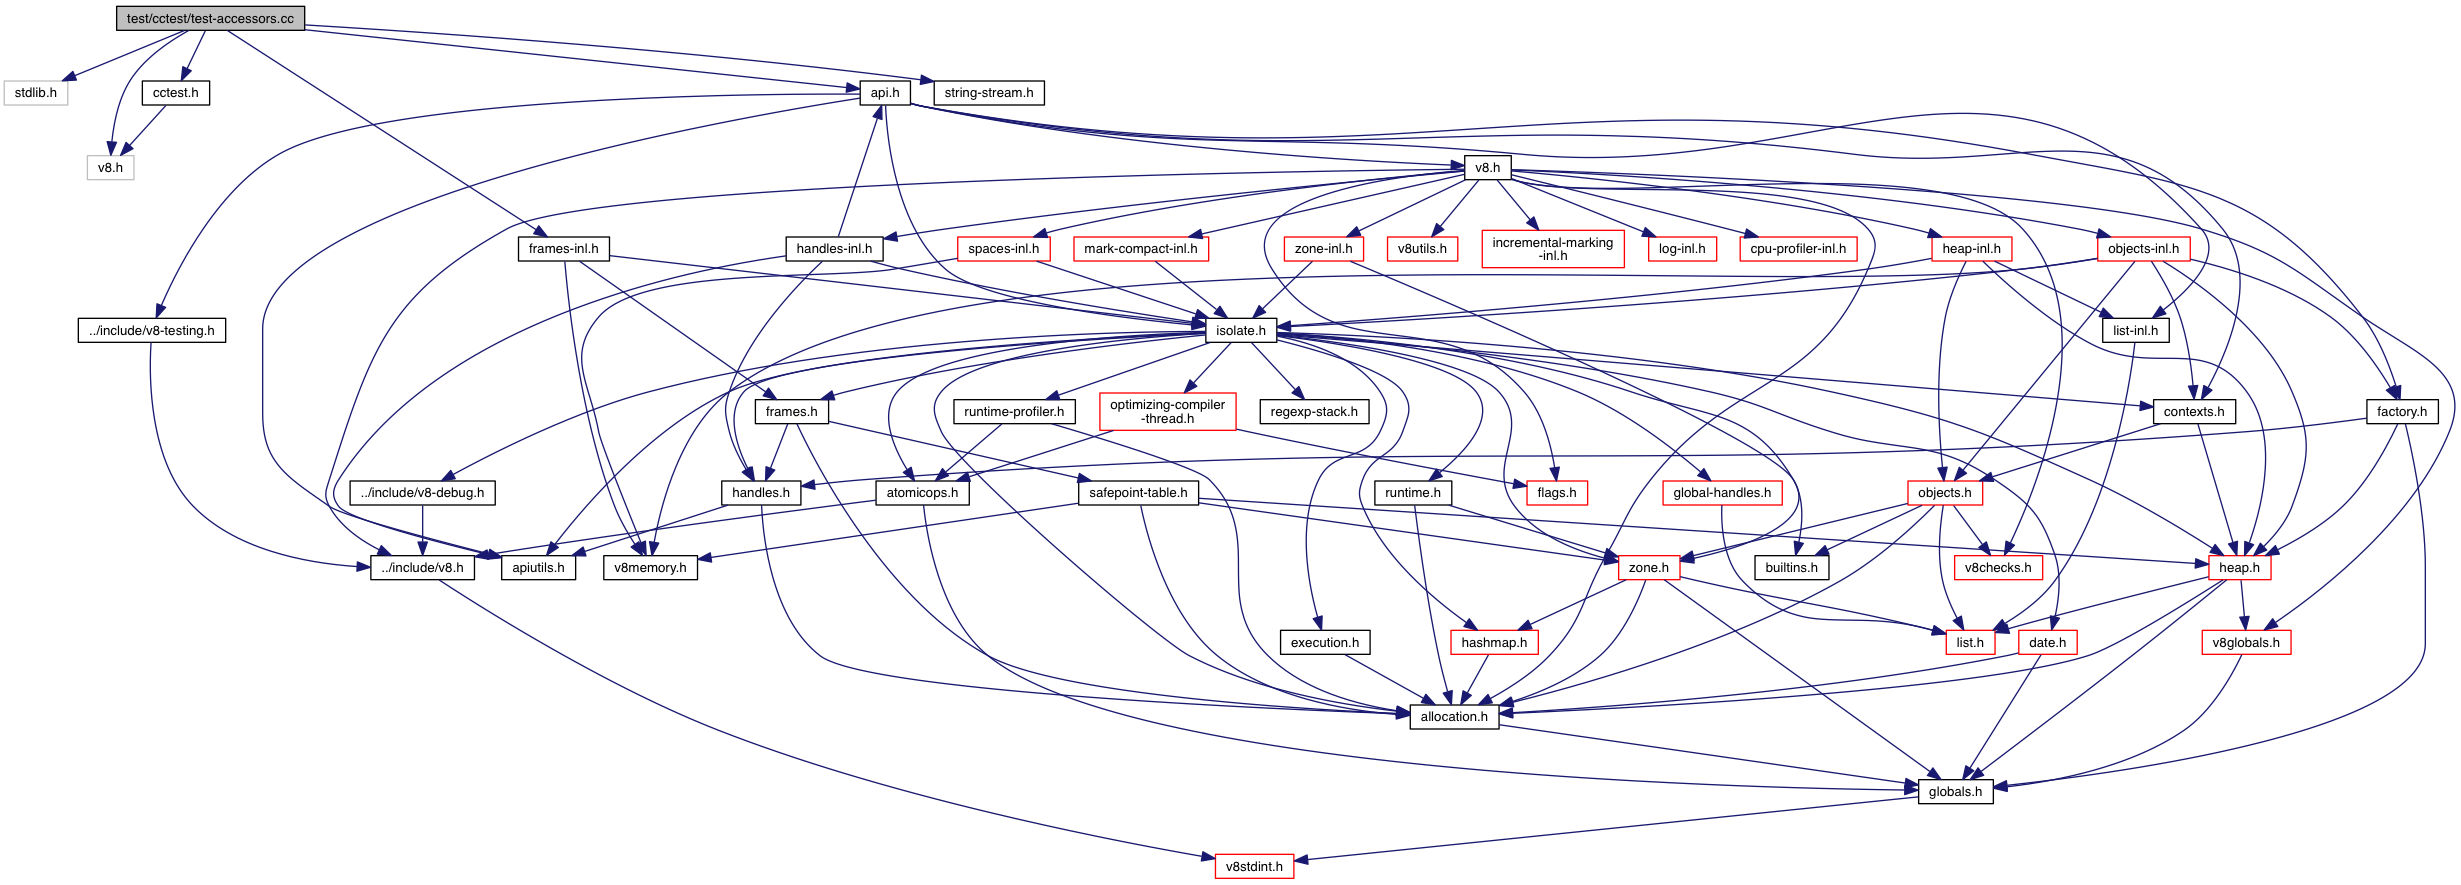 test/cctest/test-accessors.cc
stdlib.h
cctest.h
api.h
string-stream.h
v8.h
v8.h
frames-inl.h
handles-inl.h
spaces-inl.h
mark-compact-inl.h
zone-inl.h
v8utils.h
incremental-marking
-inl.h
log-inl.h
cpu-profiler-inl.h
heap-inl.h
objects-inl.h
../include/v8-testing.h
isolate.h
list-inl.h
frames.h
runtime-profiler.h
optimizing-compiler
-thread.h
regexp-stack.h
contexts.h
factory.h
../include/v8-debug.h
handles.h
atomicops.h
safepoint-table.h
runtime.h
flags.h
global-handles.h
objects.h
../include/v8.h
apiutils.h
v8memory.h
zone.h
builtins.h
v8checks.h
heap.h
execution.h
hashmap.h
list.h
date.h
v8globals.h
allocation.h
globals.h
v8stdint.h